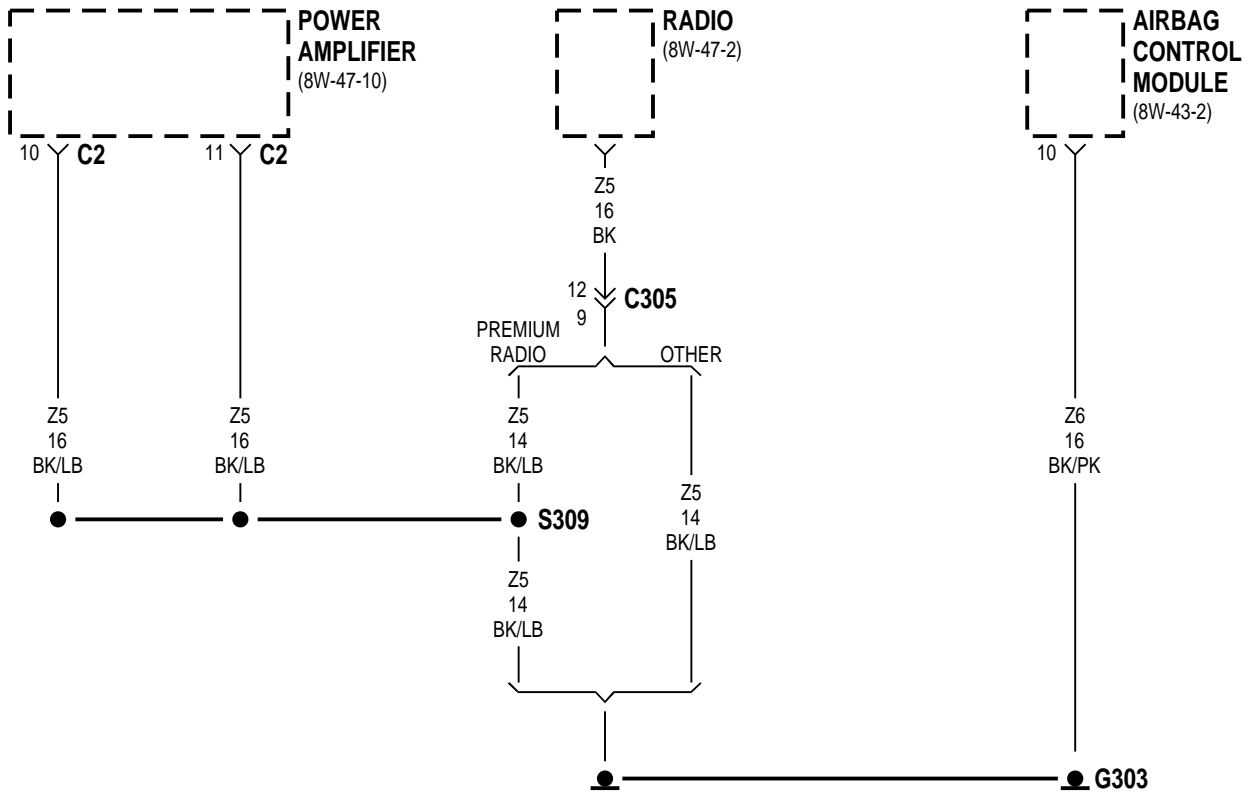 POWER
AMPLIFIER
(8W-47-10)
RADIO
(8W-47-2)
AIRBAG
CONTROL
MODULE
(8W-43-2)
10
C2
11
C2
10
Z5
16
BK
12
C305
9
PREMIUM
RADIO
OTHER
Z5
16
BK/LB
Z5
16
BK/LB
Z5
14
BK/LB
Z6
16
BK/PK
Z5
14
BK/LB
S309
Z5
14
BK/LB
G303